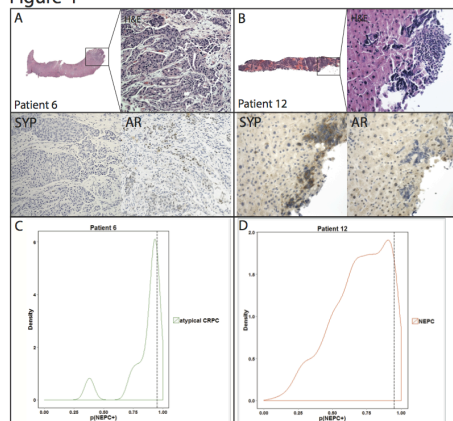 Figure 4
A
H&E
Patient 6
B
H&E
Patient 12
SYP
AR
SYP
AR
C
Patient 6
Density
6
4
2
0
0.00
0.25
0.50
0.75
1.00
p(NEPC+)
atypical CRPC
D
Patient 12
Density
2.0
1.5
1.0
0.5
0.0
0.00
0.25
0.50
0.75
1.00
p(NEPC+)
NEPC